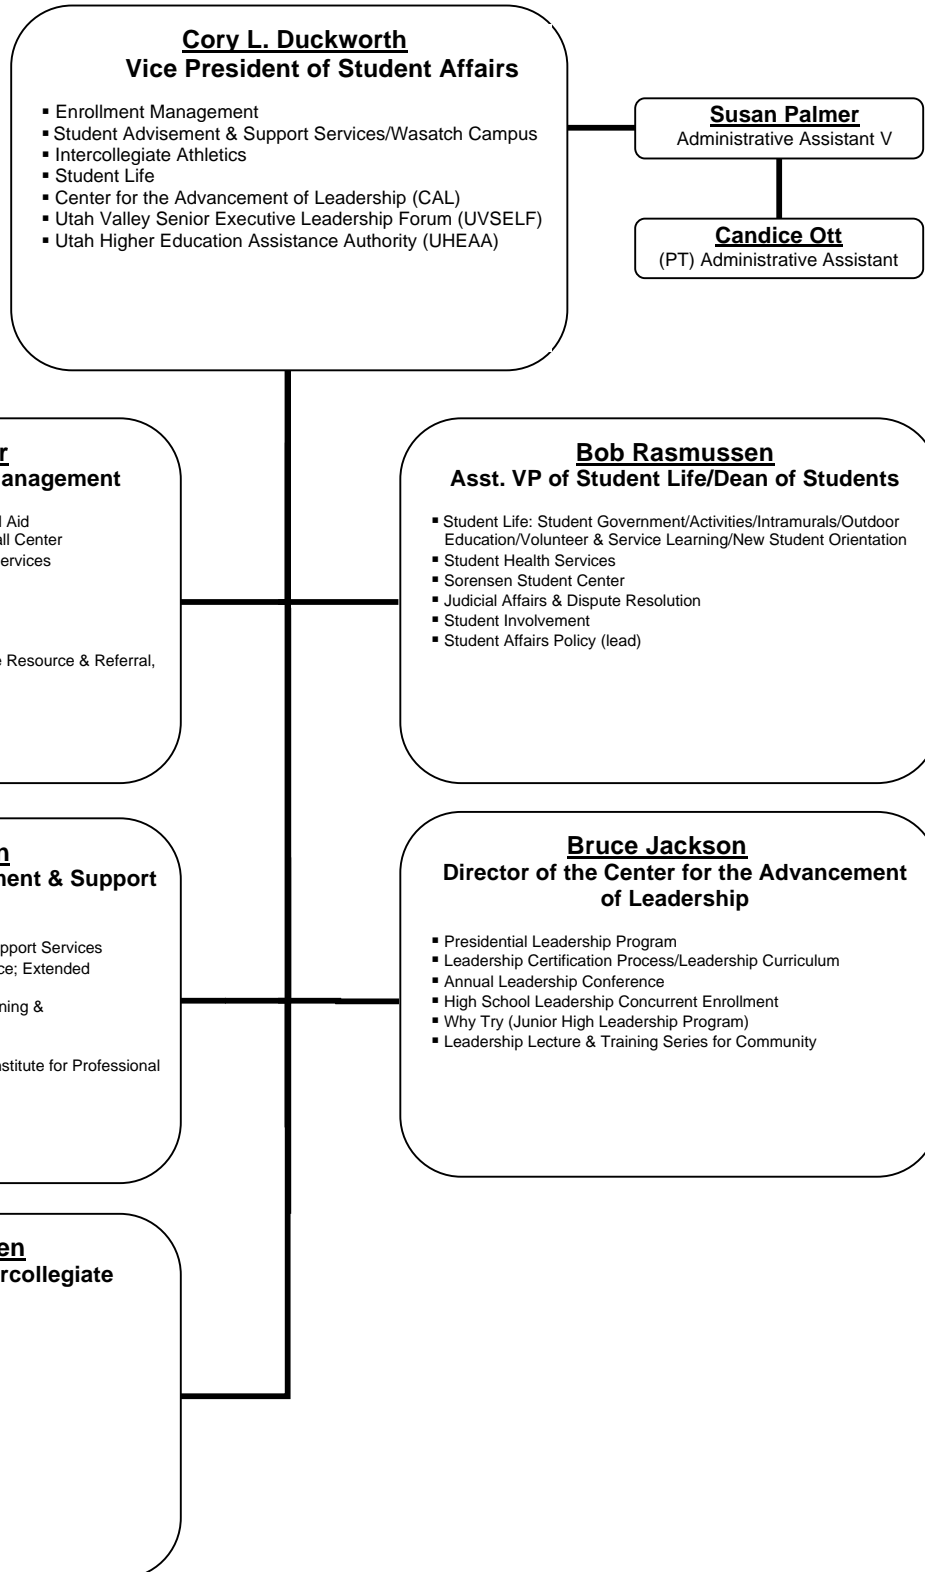 Cory L. Duckworth
Vice President of Student Affairs
▪ Enrollment Management
▪ Student Advisement & Support Services/Wasatch Campus
▪ Intercollegiate Athletics
▪ Student Life
▪ Center for the Advancement of Leadership (CAL)
▪ Utah Valley Senior Executive Leadership Forum (UVSELF)
▪ Utah Higher Education Assistance Authority (UHEAA)
Susan Palmer
Administrative Assistant V
Candice Ott
(PT) Administrative Assistant
r
anagement
l Aid
all Center
ervices
e Resource & Referral,
Bob Rasmussen
Asst. VP of Student Life/Dean of Students
▪ Student Life: Student Government/Activities/Intramurals/Outdoor
Education/Volunteer & Service Learning/New Student Orientation
▪ Student Health Services
▪ Sorensen Student Center
▪ Judicial Affairs & Dispute Resolution
▪ Student Involvement
▪ Student Affairs Policy (lead)
n
ment & Support
pport Services
ce; Extended
ning &
nstitute for Professional
Bruce Jackson
Director of the Center for the Advancement
of Leadership
▪ Presidential Leadership Program
▪ Leadership Certification Process/Leadership Curriculum
▪ Annual Leadership Conference
▪ High School Leadership Concurrent Enrollment
▪ Why Try (Junior High Leadership Program)
▪ Leadership Lecture & Training Series for Community
en
rcollegiate